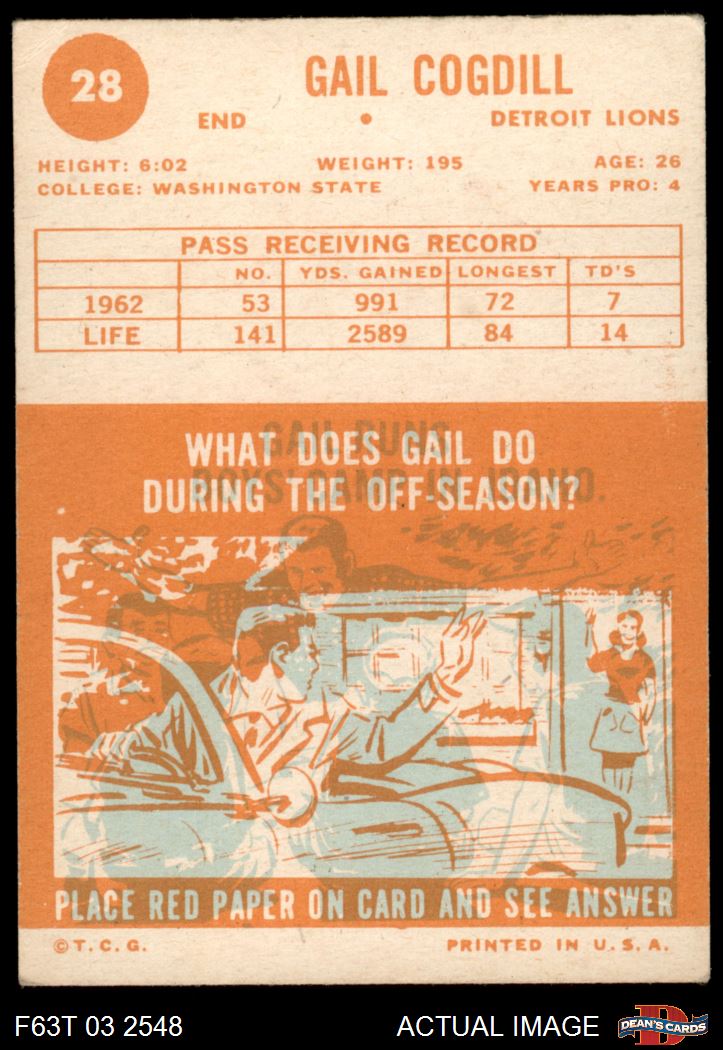 28
GAIL COGDILL
END • DETROIT LIONS
HEIGHT: 6:02 WEIGHT: 195 AGE: 26
COLLEGE: WASHINGTON STATE YEARS PRO: 4
PASS RECEIVING RECORD
NO. YDS. GAINED LONGEST TD'S
1962 53 991 72 7
LIFE 141 2589 84 14
GAIL RUNS
WHAT DOES GAIL DO
BOYS' CAMP IN IDAHO.
DURING THE OFF-SEASON?
PLACE RED PAPER ON CARD AND SEE ANSWER
© T.C.G. PRINTED IN U.S.A.
F63T 03 2548 ACTUAL IMAGE DEAN'S CARDS